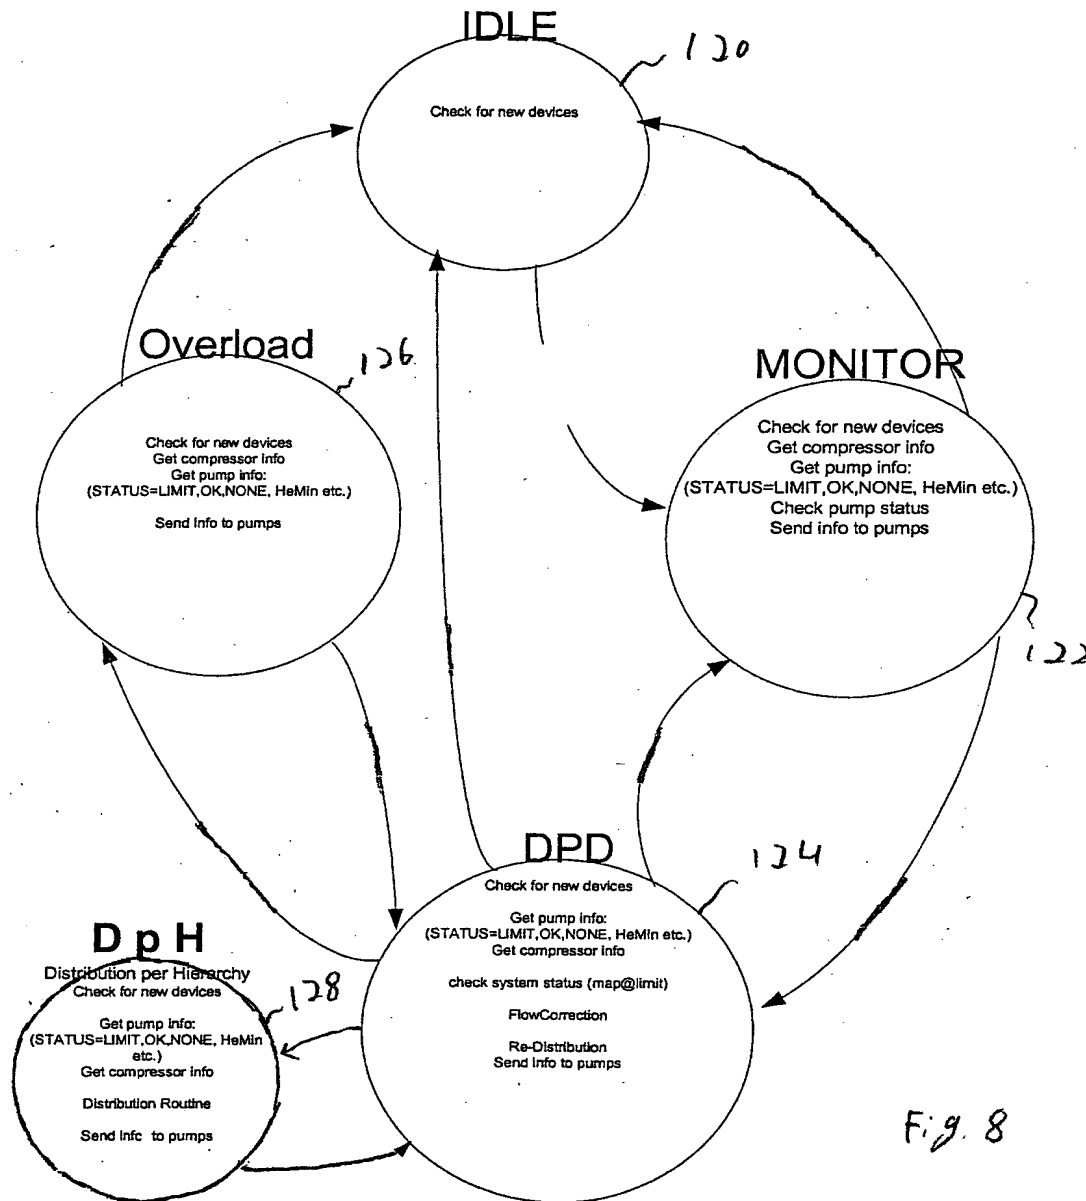 IDLE
120
Check for new devices
Overload
126
Check for new devices
Get compressor info
Get pump info:
(STATUS=LIMIT,OK,NONE, HeMin etc.)
Send info to pumps
MONITOR
Check for new devices
Get compressor info
Get pump info:
(STATUS=LIMIT,OK,NONE, HeMin etc.)
Check pump status
Send info to pumps
122
DPD
124
Check for new devices
Get pump info:
(STATUS=LIMIT,OK,NONE, HeMin etc.)
Get compressor info
check system status (map@limit)
FlowCorrection
Re-Distribution
Send info to pumps
D p H
Distribution per Hierarchy
128
Check for new devices
Get pump info:
(STATUS=LIMIT,OK,NONE, HeMin
etc.)
Get compressor info
Distribution Routine
Send info to pumps
Fig. 8